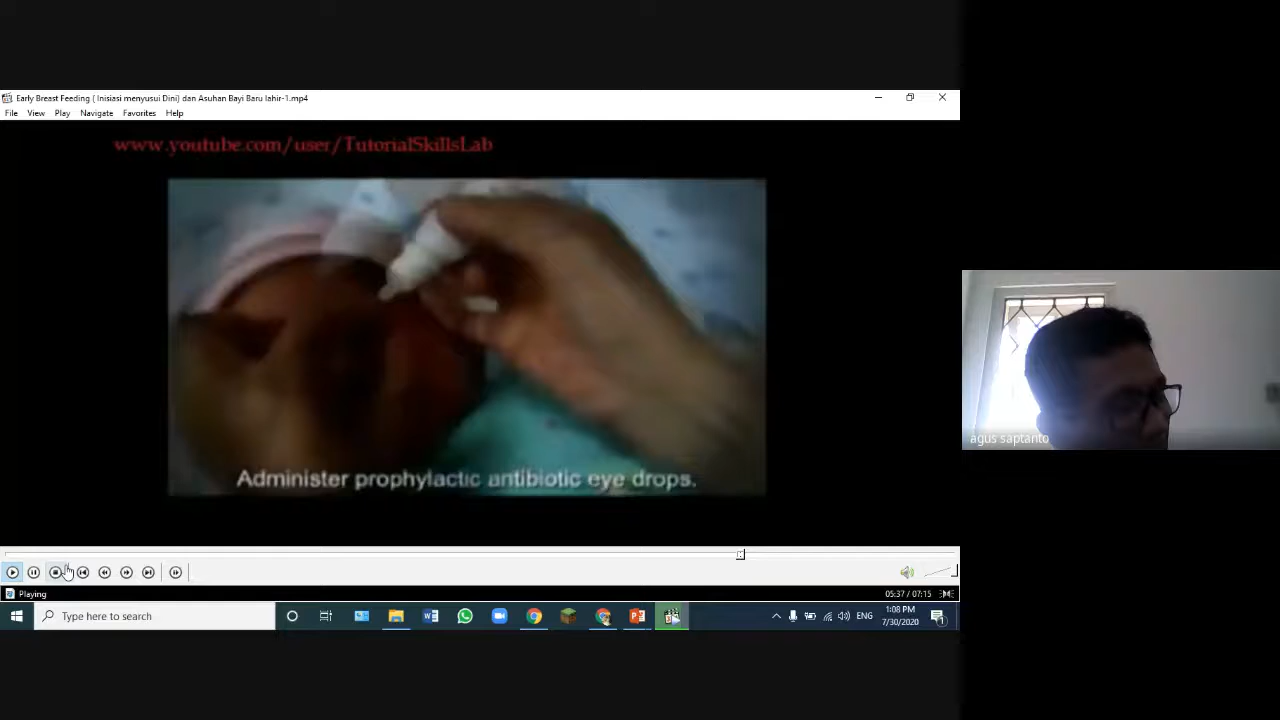 Early Breast Feeding ( Inisiasi menyusui Dini) dan Asuhan Bayi Baru lahir-1.mp4
File View Play Navigate Favorites Help
www.youtube.com/user/TutorialSkillsLab
Administer prophylactic antibiotic eye drops.
agus saptanto
Playing
05:37 / 07:15
Type here to search
ENG
1:08 PM
7/30/2020
1